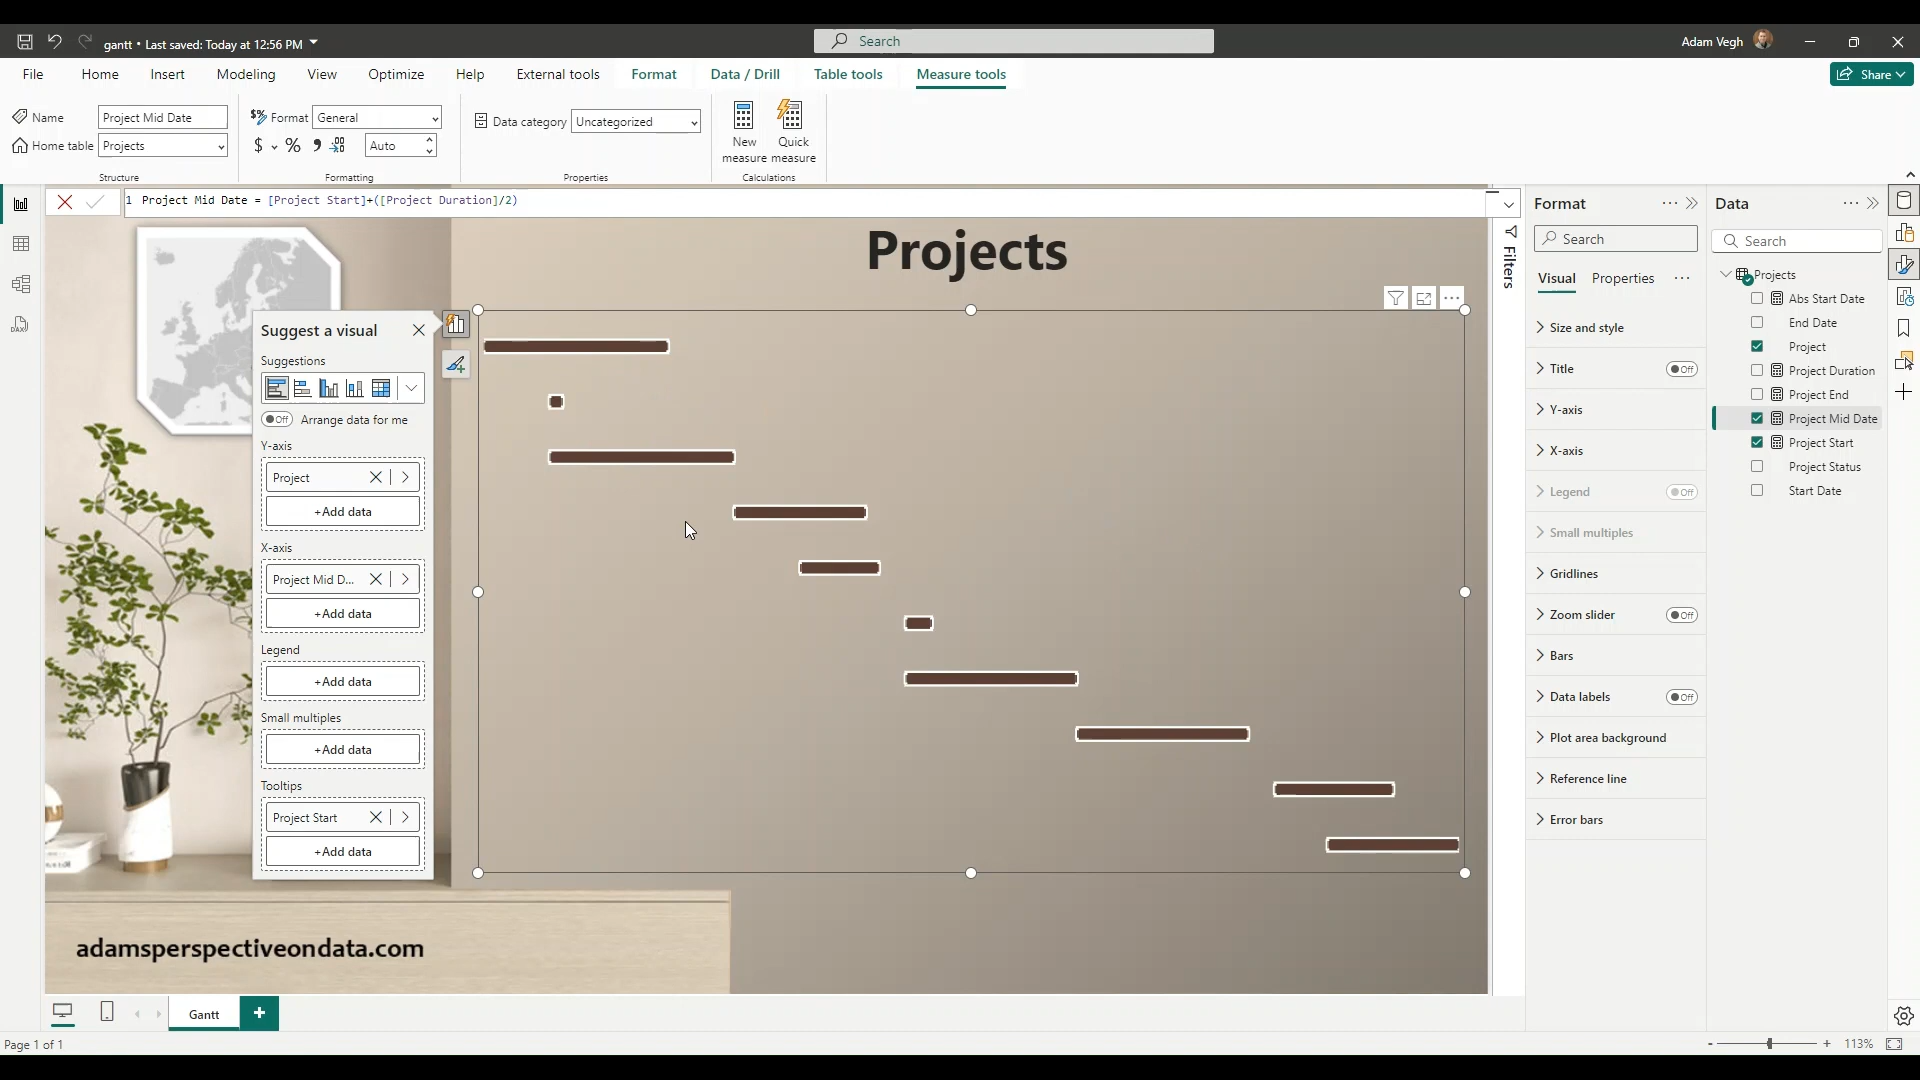 gantt • Last saved: Today at 12:56 PM
Search
Adam Vegh
File Home Insert Modeling View Optimize Help External tools Format Data / Drill Table tools Measure tools
Share
Name Project Mid Date
Home table Projects
Structure
Format General
$ % Auto
Formatting
Data category Uncategorized
Properties
New measure
Quick measure
Calculations
1 Project Mid Date = [Project Start]+([Project Duration]/2)
Projects
Suggest a visual
Suggestions
Off Arrange data for me
Y-axis
Project
+Add data
X-axis
Project Mid D...
+Add data
Legend
+Add data
Small multiples
+Add data
Tooltips
Project Start
+Add data
adamsperspectiveondata.com
Filters
Format
Search
Visual Properties
Size and style
Title Off
Y-axis
X-axis
Legend Off
Small multiples
Gridlines
Zoom slider Off
Bars
Data labels Off
Plot area background
Reference line
Error bars
Data
Search
Projects
Abs Start Date
End Date
Project
Project Duration
Project End
Project Mid Date
Project Start
Project Status
Start Date
DAX
Gantt
+
Page 1 of 1
- + 113%